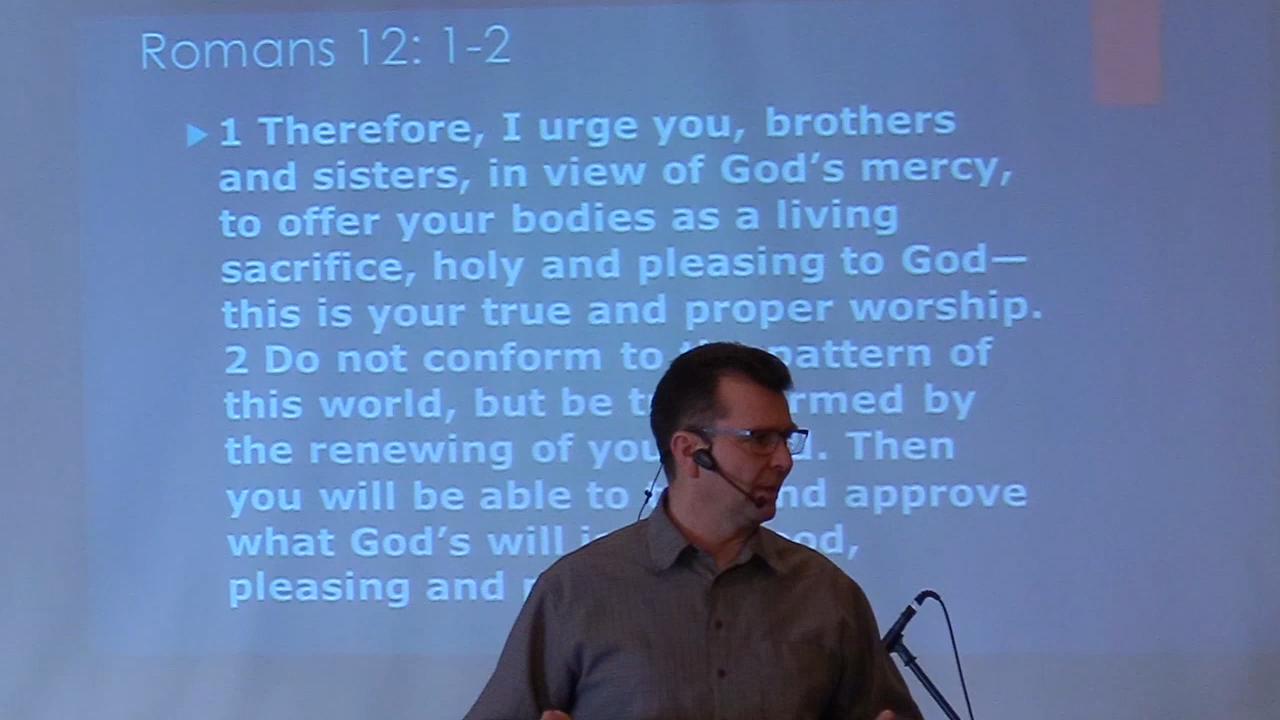 Romans 12: 1-2
1 Therefore, I urge you, brothers
and sisters, in view of God’s mercy,
to offer your bodies as a living
sacrifice, holy and pleasing to God—
this is your true and proper worship.
2 Do not conform to pattern of
this world, but be by
the renewing of Then
you will be able to approve
what God’s will
pleasing and